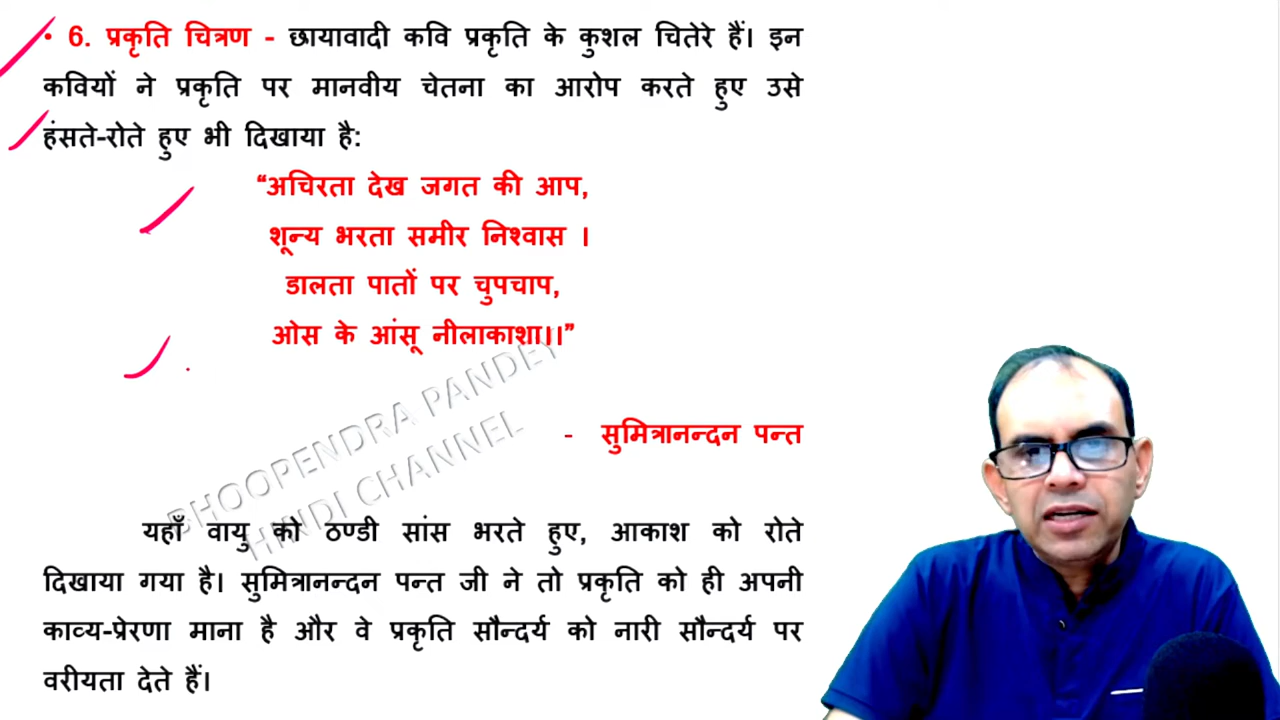 • 6. प्रकृति चित्रण - छायावादी कवि प्रकृति के कुशल चितेरे हैं। इन
कवियों ने प्रकृति पर मानवीय चेतना का आरोप करते हुए उसे
हंसते-रोते हुए भी दिखाया है:
“अचिरता देख जगत की आप,
शून्य भरता समीर निश्वास ।
डालता पातों पर चुपचाप,
ओस के आंसू नीलाकाशा।।”
- सुमित्रानन्दन पन्त
BHOOPENDRA PANDEY
HINDI CHANNEL
यहाँ वायु को ठण्डी सांस भरते हुए, आकाश को रोते
दिखाया गया है। सुमित्रानन्दन पन्त जी ने तो प्रकृति को ही अपनी
काव्य-प्रेरणा माना है और वे प्रकृति सौन्दर्य को नारी सौन्दर्य पर
वरीयता देते हैं।